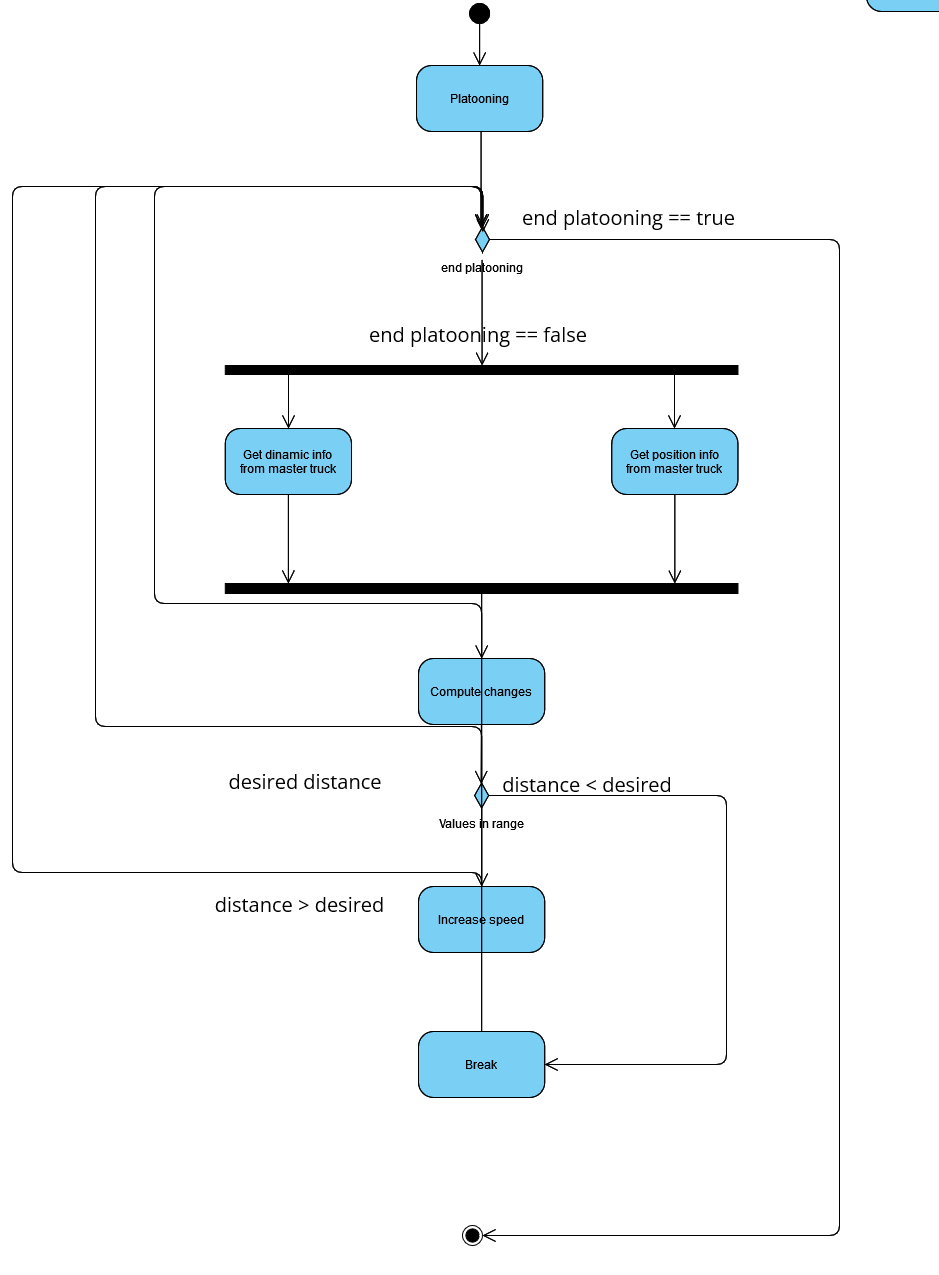 Platooning
end platooning == true
end platooning
end platooning == false
Get dinamic info
from master truck
Get position info
from master truck
Compute changes
desired distance
distance < desired
Values in range
distance > desired
Increase speed
Break